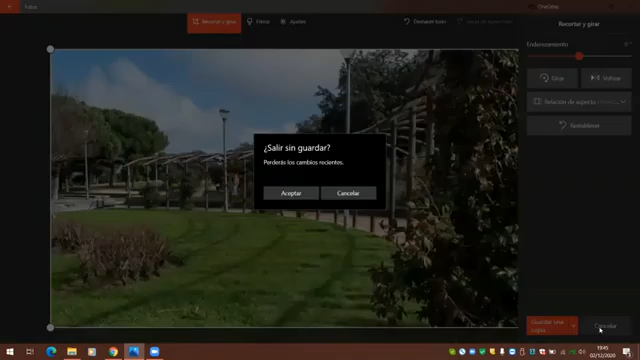 Fotos
OneDrive
Recortar y girar
Filtros
Ajustes
Deshacer todo
Recortar y girar
Enderezamiento
0°
Girar
Voltear
Relación de aspecto
Restablecer
¿Salir sin guardar?
Perderás los cambios recientes.
Aceptar
Cancelar
Guardar una
copia
Cancelar
19:45
02/12/2020